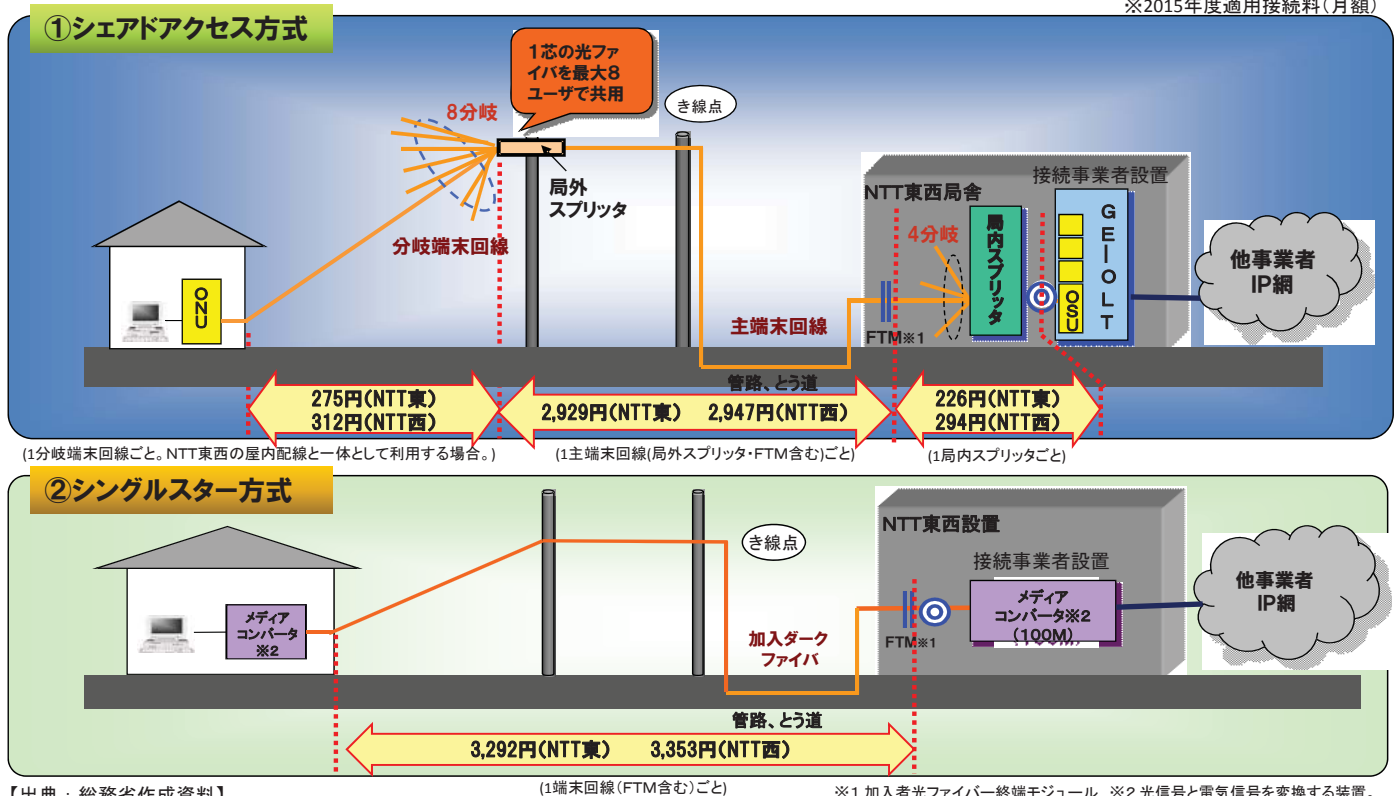 ※2015年度適用接続料(月額)
①シェアドアクセス方式
1芯の光ファ
イバを最大8
ユーザで共用
8分岐
き線点
局外
スプリッタ
分岐端末回線
ONU
主端末回線
NTT東西局舎
接続事業者設置
4分岐
局内スプリッタ
GE|OLT
OSU
FTM※1
他事業者
IP網
管路、とう道
275円(NTT東)
312円(NTT西)
2,929円(NTT東) 2,947円(NTT西)
226円(NTT東)
294円(NTT西)
(1分岐端末回線ごと。NTT東西の屋内配線と一体として利用する場合。)
(1主端末回線(局外スプリッタ・FTM含む)ごと)
(1局内スプリッタごと)
②シングルスター方式
き線点
NTT東西設置
接続事業者設置
メディア
コンバータ
※2
メディア
コンバータ※2
(100M)
FTM※1
加入ダーク
ファイバ
他事業者
IP網
管路、とう道
3,292円(NTT東) 3,353円(NTT西)
(1端末回線(FTM含む)ごと)
【出典:総務省作成資料】
※1 加入者光ファイバー終端モジュール ※2 光信号と電気信号を変換する装置。